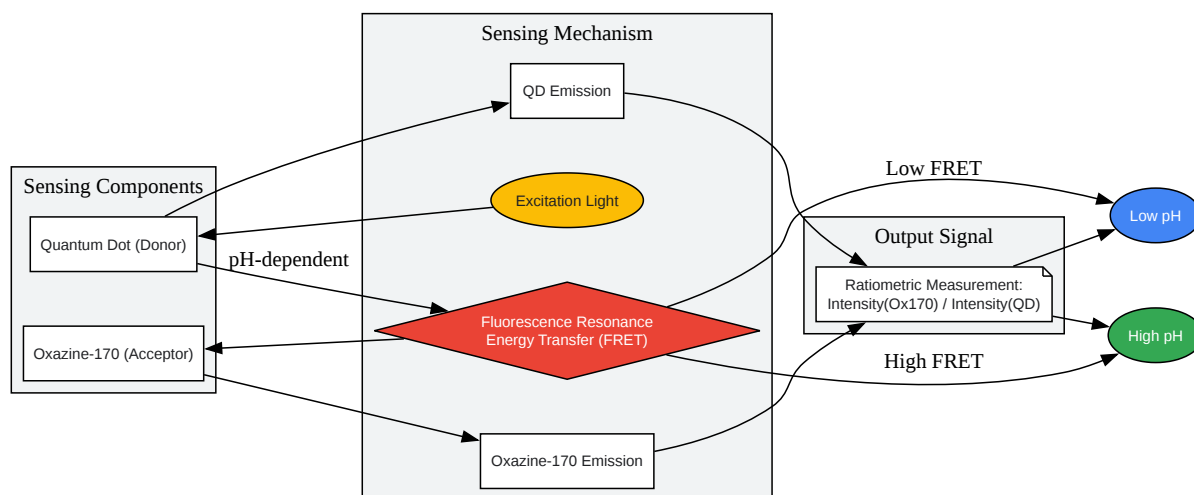 Sensing Mechanism
QD Emission
Excitation Light
Fluorescence Resonance
Energy Transfer (FRET)
Oxazine-170 Emission
Sensing Components
Quantum Dot (Donor)
Oxazine-170 (Acceptor)
pH-dependent
Low FRET
High FRET
Output Signal
Ratiometric Measurement:
Intensity(Ox170) / Intensity(QD)
Low pH
High pH